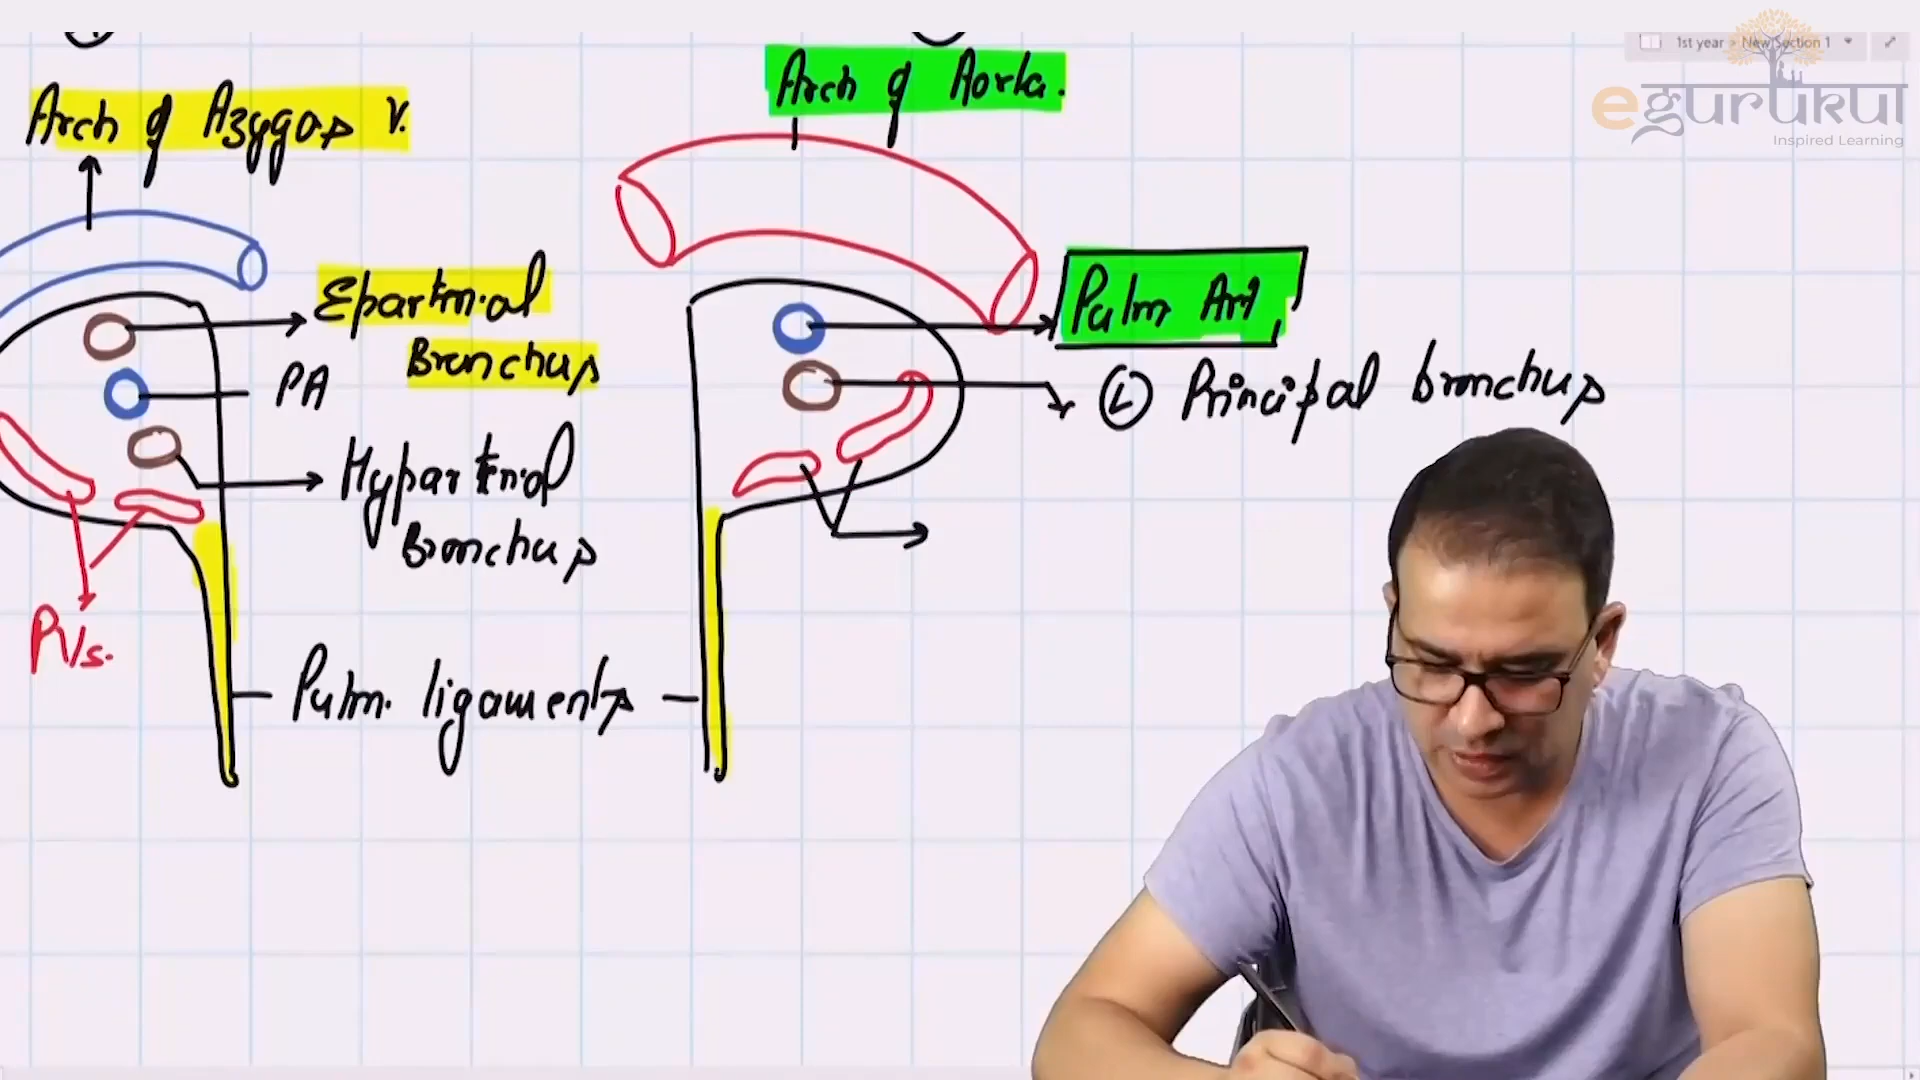 1st year > New Section 1
egurukul
Inspired Learning
Arch of Azygos V.
Arch of Aorta.
Eparterial
Bronchus
PA
Hyparterial
Bronchus
PVs.
Pulm. ligaments
Pulm Art.
L Principal bronchus